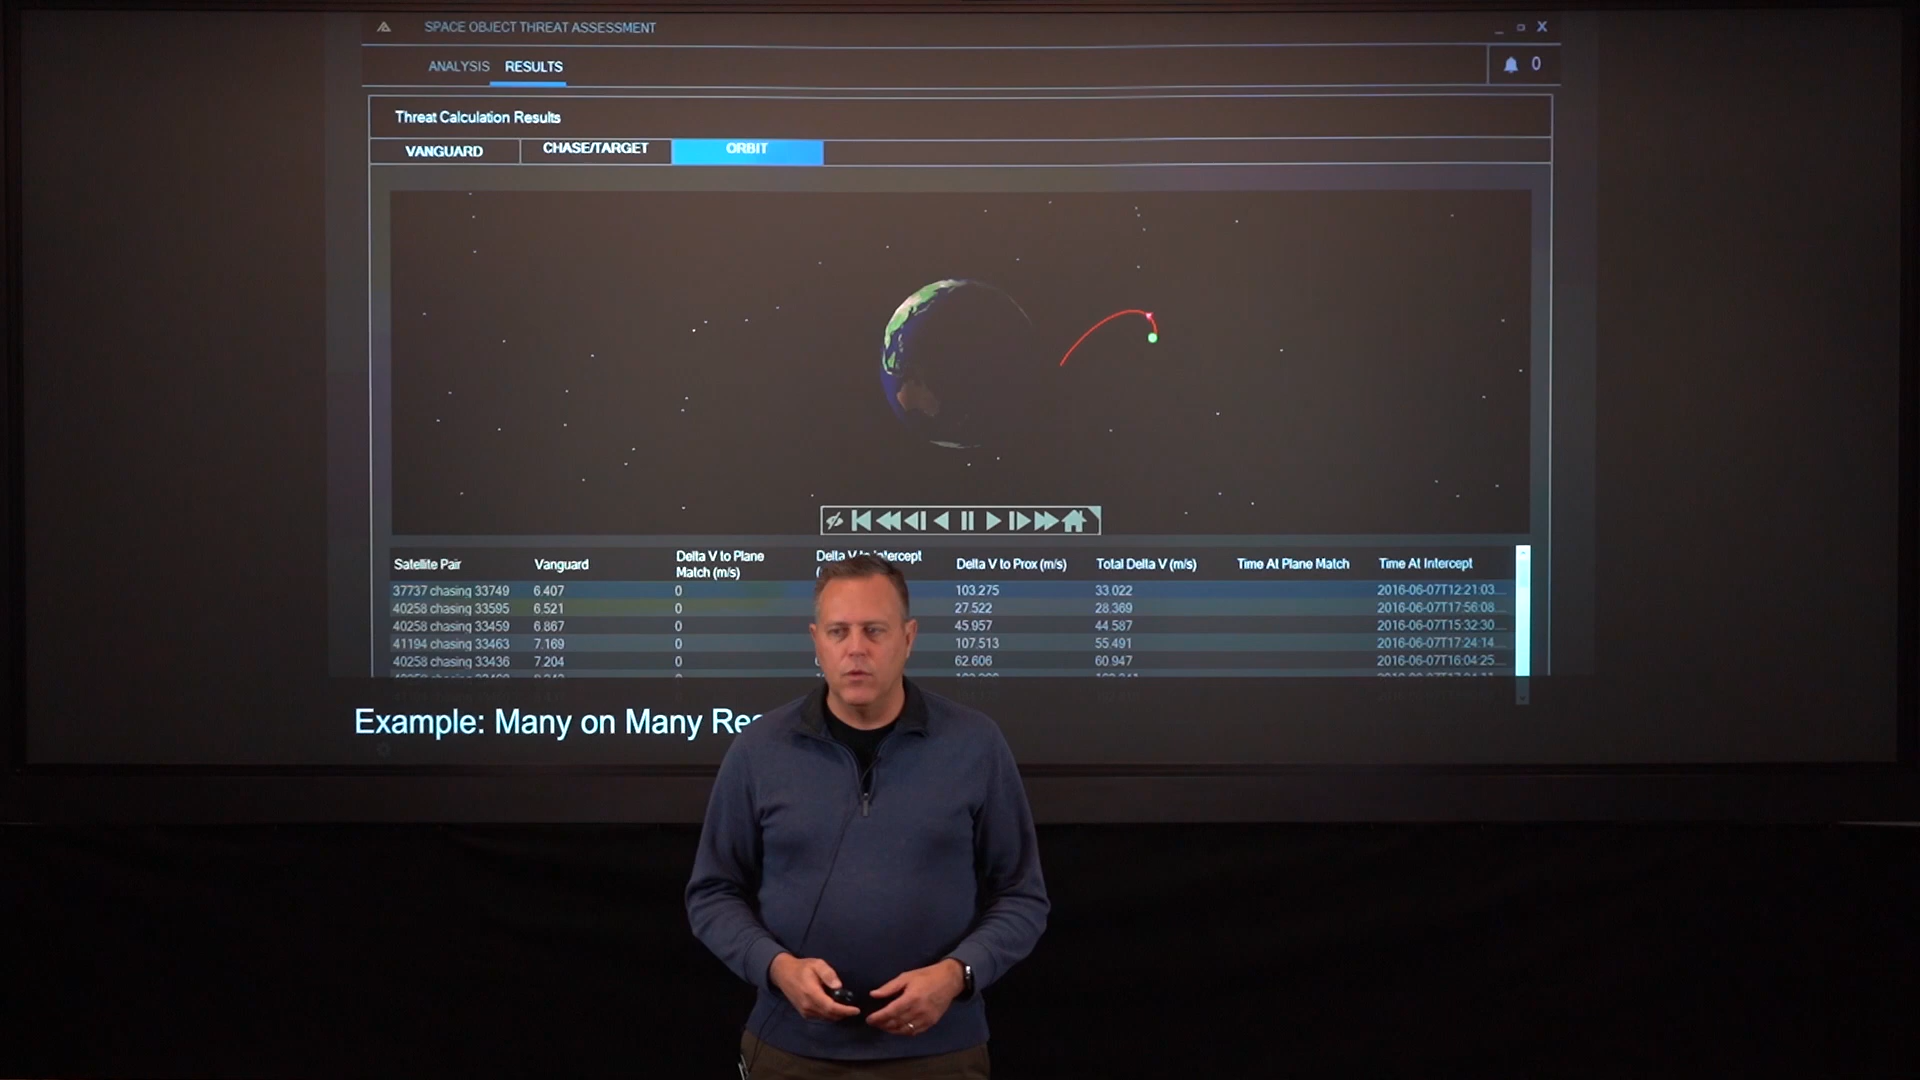 SPACE OBJECT THREAT ASSESSMENT
ANALYSIS RESULTS
0
Threat Calculation Results
VANGUARD CHASE/TARGET ORBIT
Satellite Pair Vanguard Delta V to Plane Match (m/s) Delta V to Intercept Delta V to Prox (m/s) Total Delta V (m/s) Time At Plane Match Time At Intercept
37737 chasing 33749 6.407 0 103.275 33.022 2016-06-07T12:21:03...
40258 chasing 33595 6.521 0 27.522 28.369 2016-06-07T17:56:08...
40258 chasing 33459 6.867 0 45.957 44.587 2016-06-07T15:32:30...
41194 chasing 33463 7.169 0 107.513 55.491 2016-06-07T17:24:14...
40258 chasing 33436 7.204 0 62.606 60.947 2016-06-07T16:04:25...
Example: Many on Many